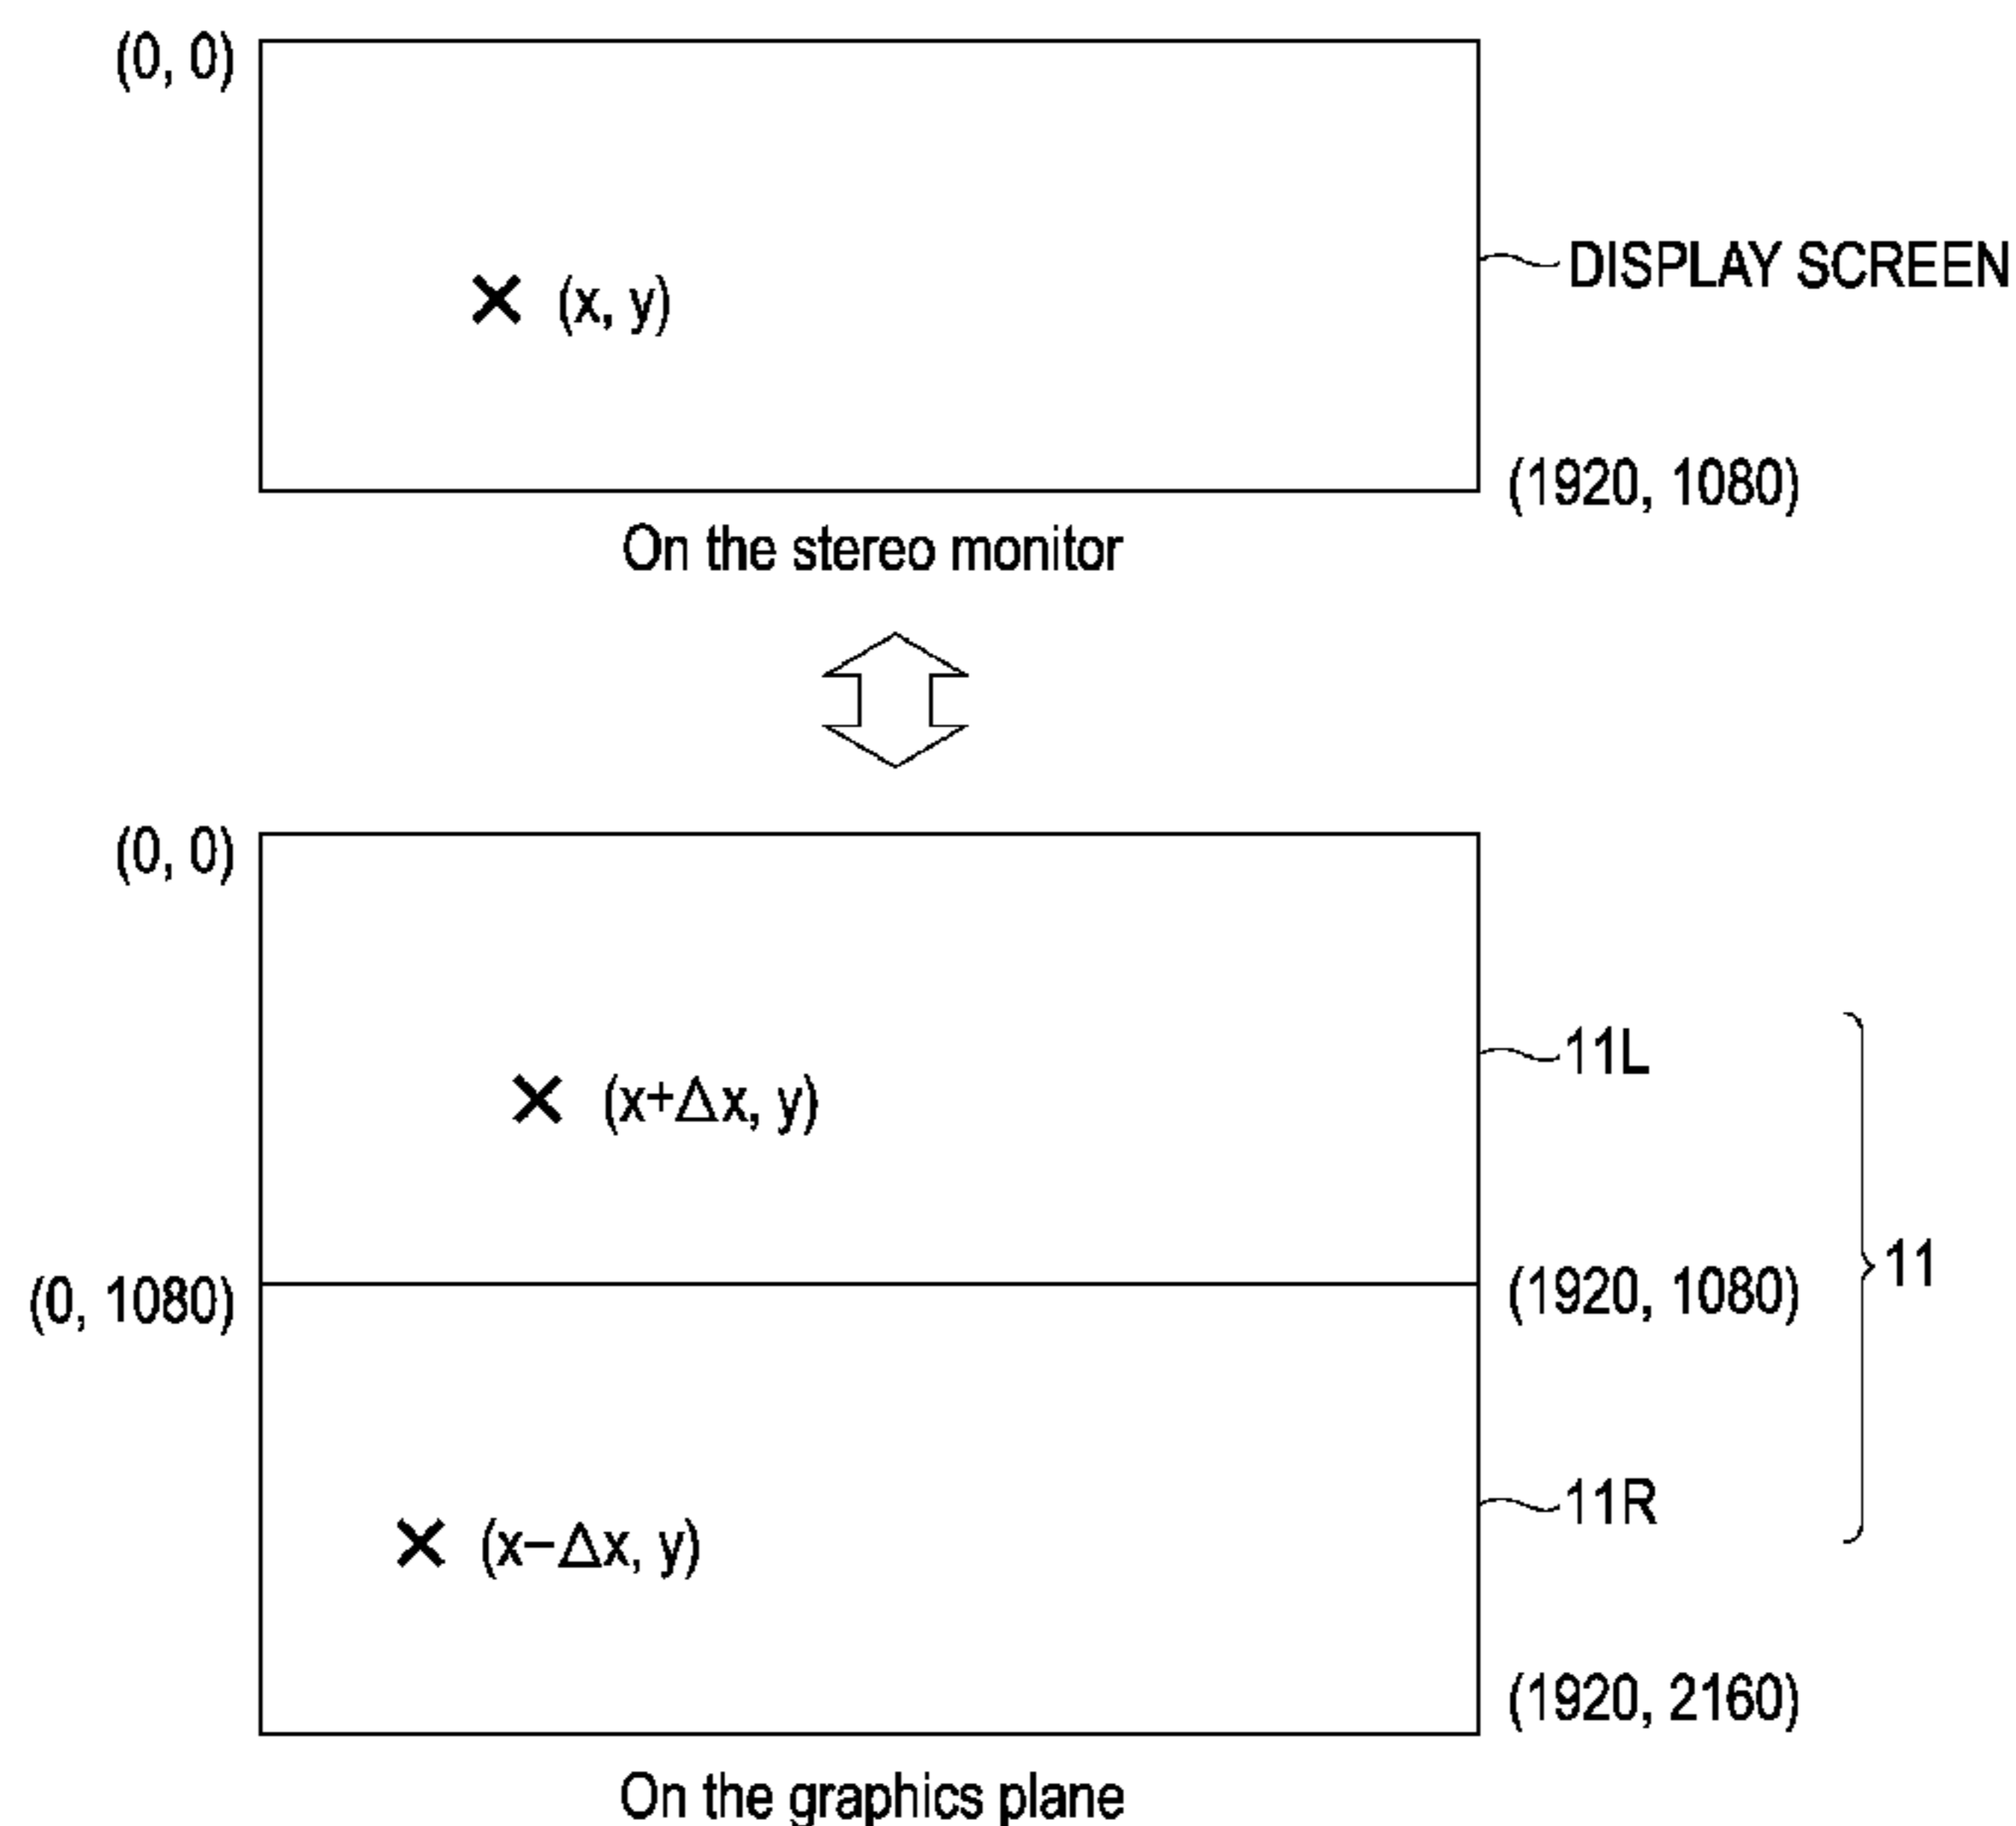 (0, 0)
DISPLAY SCREEN
(x, y)
(1920, 1080)
On the stereo monitor
(0, 0)
11L
(x+Δx, y)
11
(0, 1080)
(1920, 1080)
11R
(x−Δx, y)
(1920, 2160)
On the graphics plane